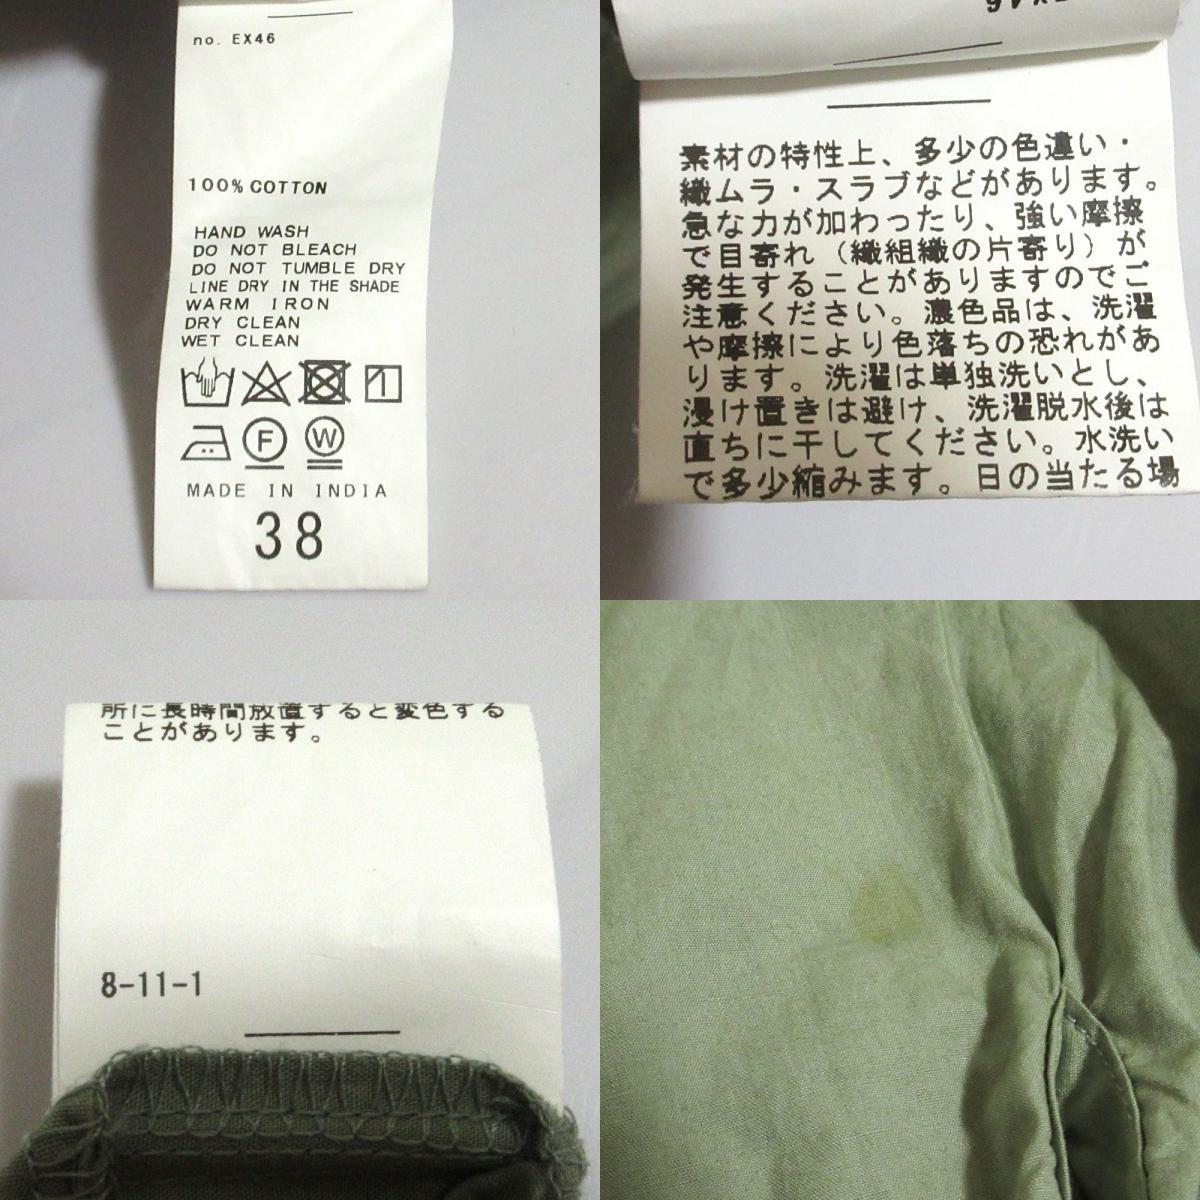 no. EX46
100% COTTON
HAND WASH
DO NOT BLEACH
DO NOT TUMBLE DRY
LINE DRY IN THE SHADE
WARM IRON
DRY CLEAN
WET CLEAN
F
W
MADE IN INDIA
38
素材の特性上、多少の色違い・
織ムラ・スラブなどがあります。
急な力が加わったり、強い摩擦
で目寄れ（織組織の片寄り）が
発生することがありますのでご
注意ください。濃色品は、洗濯
や摩擦により色落ちの恐れがあ
ります。洗濯は単独洗いとし、
浸け置きは避け、洗濯脱水後は
直ちに干してください。水洗い
で多少縮みます。日の当たる場
所に長時間放置すると変色する
ことがあります。
8-11-1